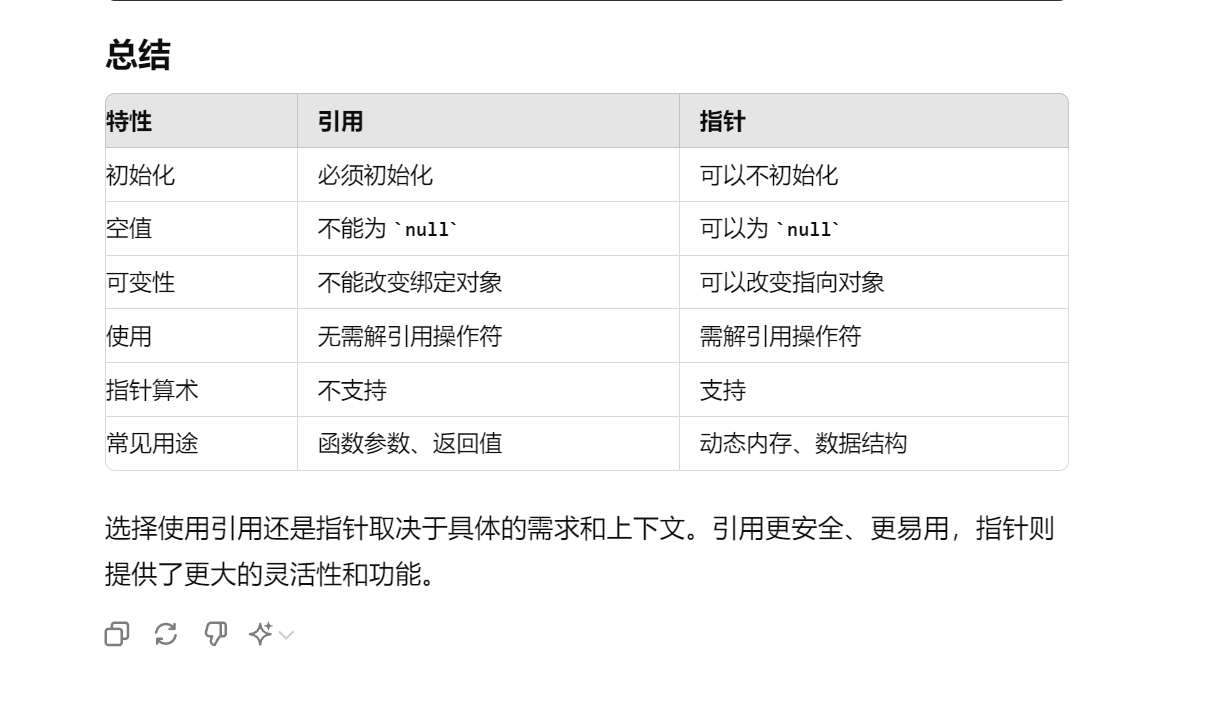 总结
特性 引用 指针
初始化 必须初始化 可以不初始化
空值 不能为 `null` 可以为 `null`
可变性 不能改变绑定对象 可以改变指向对象
使用 无需解引用操作符 需解引用操作符
指针算术 不支持 支持
常见用途 函数参数、返回值 动态内存、数据结构
选择使用引用还是指针取决于具体的需求和上下文。引用更安全、更易用，指针则
提供了更大的灵活性和功能。